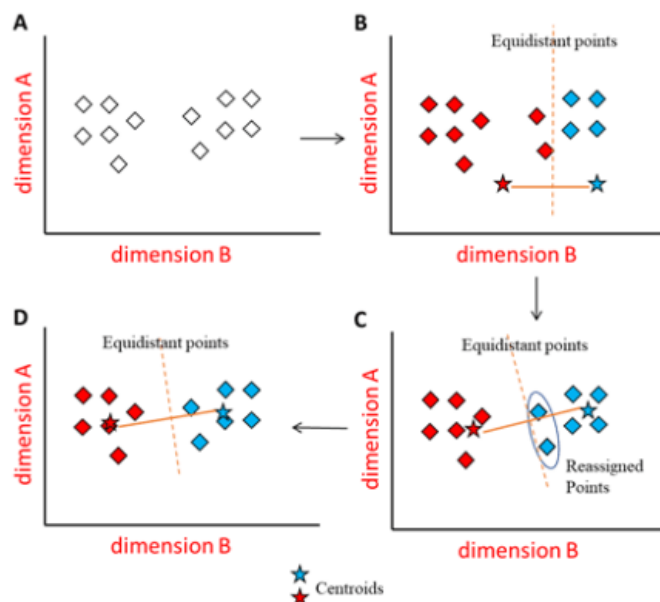 A
dimension A
dimension B
B
Equidistant points
dimension A
dimension B
D
Equidistant points
dimension A
dimension B
C
Equidistant points
dimension A
Reassigned
Points
dimension B
Centroids